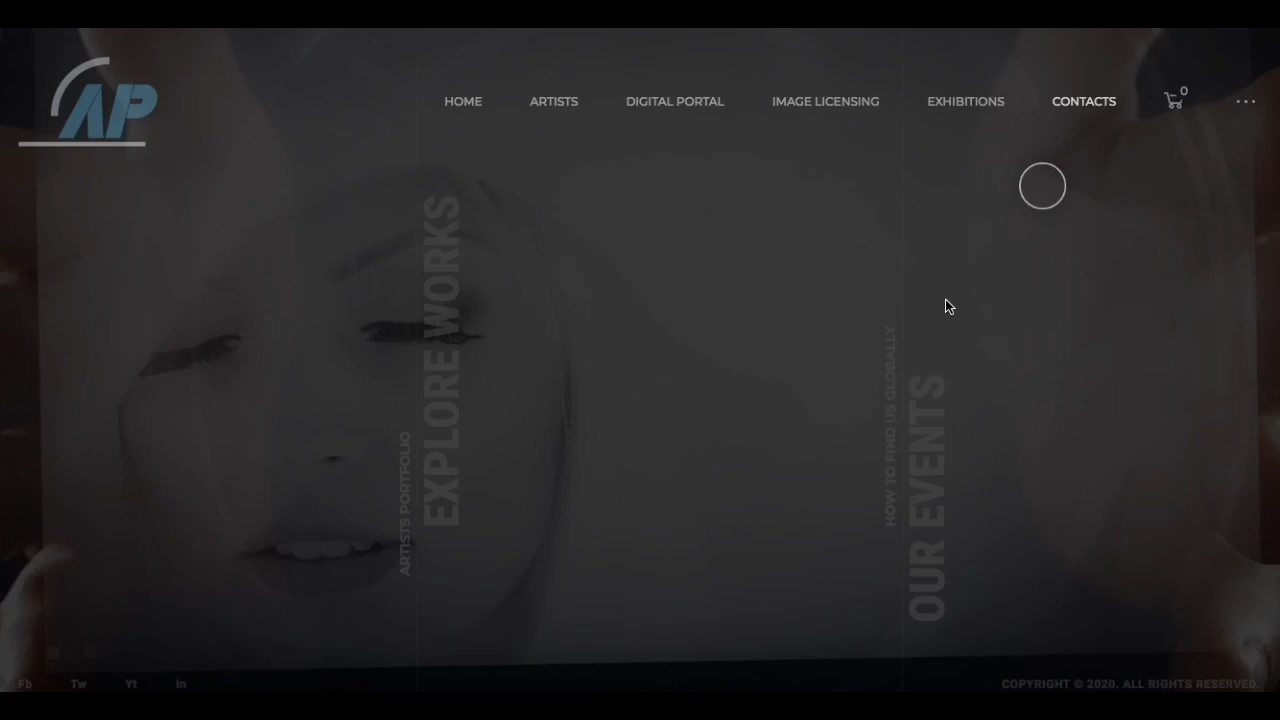 AP
HOME
ARTISTS
DIGITAL PORTAL
IMAGE LICENSING
EXHIBITIONS
CONTACTS
0
ARTISTS PORTFOLIO
EXPLORE WORKS
HOW TO FIND US GLOBALLY
OUR EVENTS
Fb
Tw
Yt
In
COPYRIGHT © 2020. ALL RIGHTS RESERVED.